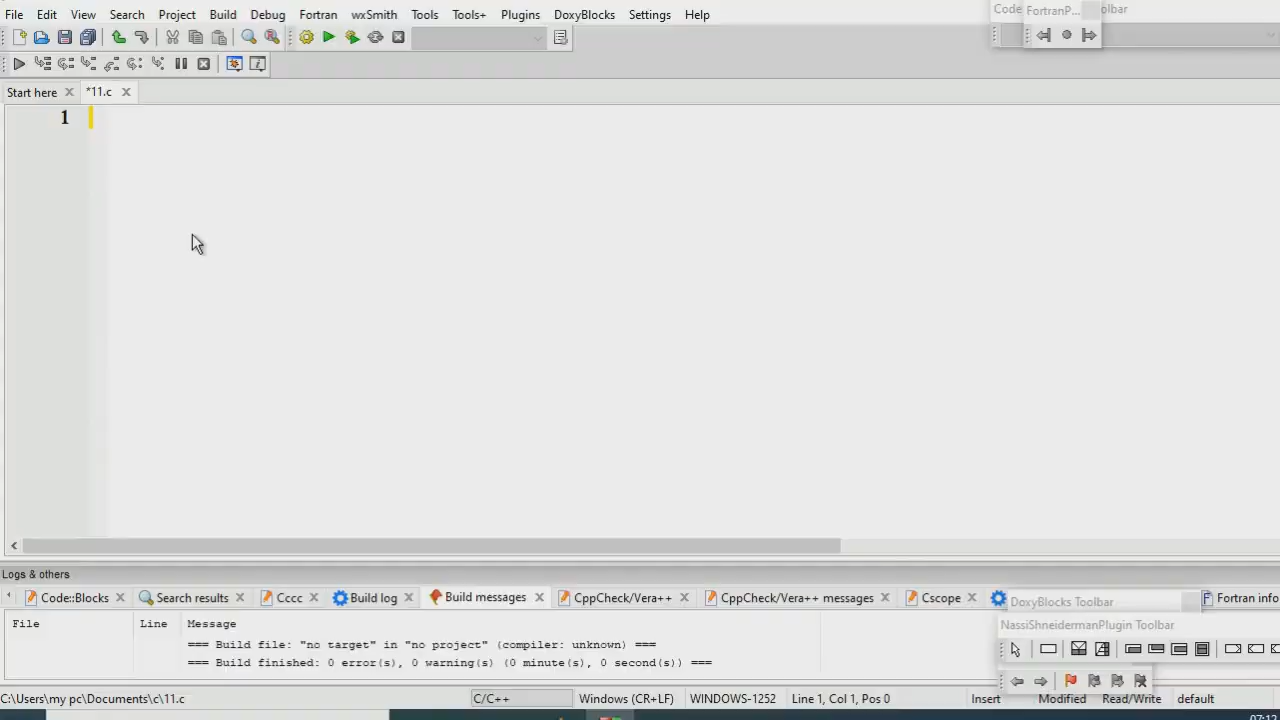 File Edit View Search Project Build Debug Fortran wxSmith Tools Tools+ Plugins DoxyBlocks Settings Help
Code
FortranP... olbar
Start here *11.c
1
Logs & others
Code::Blocks Search results Cccc Build log Build messages CppCheck/Vera++ CppCheck/Vera++ messages Cscope DoxyBlocks Toolbar Fortran info
File Line Message
NassiShneidermanPlugin Toolbar
=== Build file: "no target" in "no project" (compiler: unknown) ===
=== Build finished: 0 error(s), 0 warning(s) (0 minute(s), 0 second(s)) ===
C:\Users\my pc\Documents\c\11.c C/C++ Windows (CR+LF) WINDOWS-1252 Line 1, Col 1, Pos 0 Insert Modified Read/Write default